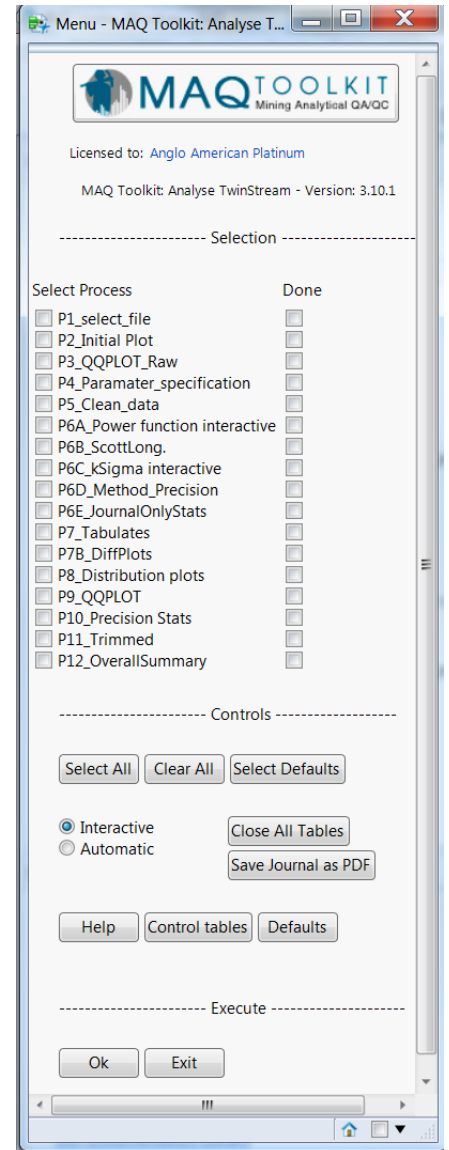 Menu - MAQ Toolkit: Analyse T...
MAQ TOOLKIT
Mining Analytical QA/QC
Licensed to: Anglo American Platinum
MAQ Toolkit: Analyse TwinStream - Version: 3.10.1
---------------------- Selection --------------------
Select Process Done
P1_select_file
P2_Initial Plot
P3_QQPLOT_Raw
P4_Paramater_specification
P5_Clean_data
P6A_Power function interactive
P6B_ScottLong.
P6C_kSigma interactive
P6D_Method_Precision
P6E_JournalOnlyStats
P7_Tabulates
P7B_DiffPlots
P8_Distribution plots
P9_QQPLOT
P10_Precision Stats
P11_Trimmed
P12_OverallSummary
---------------------- Controls ------------------
Select All Clear All Select Defaults
Interactive Close All Tables
Automatic
Save Journal as PDF
Help Control tables Defaults
---------------------- Execute --------------------
Ok Exit